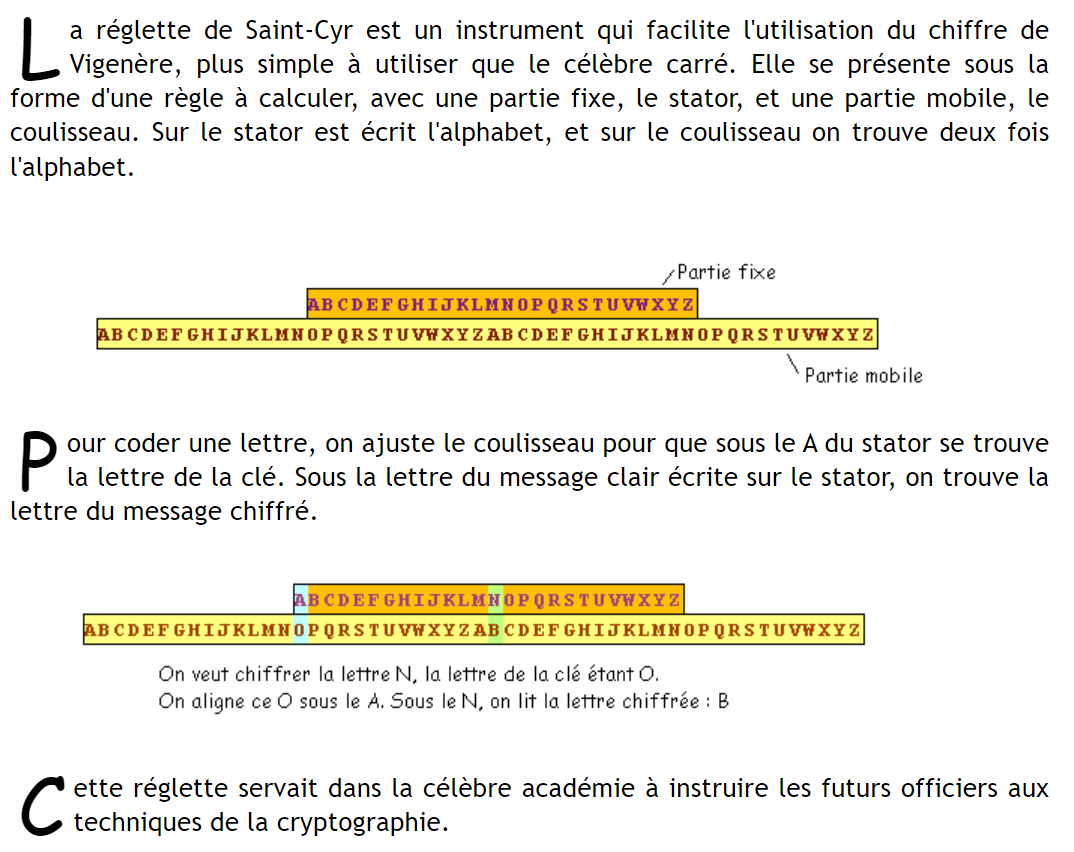 La réglette de Saint-Cyr est un instrument qui facilite l'utilisation du chiffre de
Vigenère, plus simple à utiliser que le célèbre carré. Elle se présente sous la
forme d'une règle à calculer, avec une partie fixe, le stator, et une partie mobile, le
coulisseau. Sur le stator est écrit l'alphabet, et sur le coulisseau on trouve deux fois
l'alphabet.
Partie fixe
ABCDEFGHIJKLMNOPQRSTUVWXYZ
ABCDEFGHIJKLMNOPQRSTUVWXYZABCDEFGHIJKLMNOPQRSTUVWXYZ
Partie mobile
Pour coder une lettre, on ajuste le coulisseau pour que sous le A du stator se trouve
la lettre de la clé. Sous la lettre du message clair écrite sur le stator, on trouve la
lettre du message chiffré.
ABCDEFGHIJKLMNOPQRSTUVWXYZ
ABCDEFGHIJKLMNOPQRSTUVWXYZABCDEFGHIJKLMNOPQRSTUVWXYZ
On veut chiffrer la lettre N, la lettre de la clé étant O.
On aligne ce O sous le A. Sous le N, on lit la lettre chiffrée : B
Cette réglette servait dans la célèbre académie à instruire les futurs officiers aux
techniques de la cryptographie.